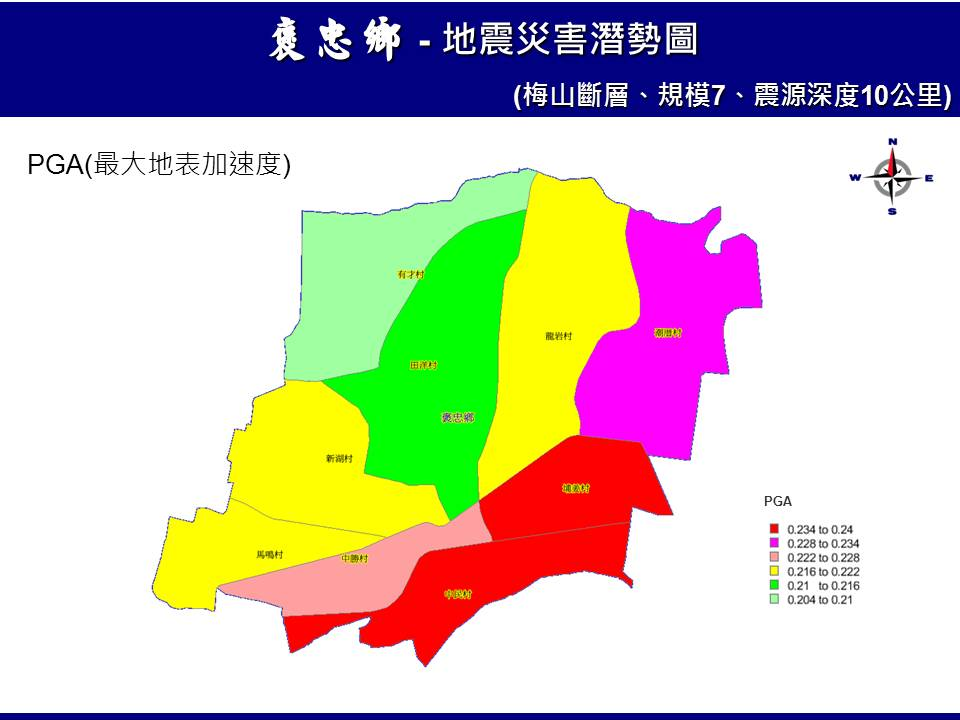 褒忠鄉 - 地震災害潛勢圖
(梅山斷層、規模7、震源深度10公里)
PGA(最大地表加速度)
N
W E
S
有才村
龍岩村
潮厝村
田洋村
褒忠鄉
新湖村
埔姜村
馬鳴村
中勝村
中民村
PGA
0.234 to 0.24
0.228 to 0.234
0.222 to 0.228
0.216 to 0.222
0.21 to 0.216
0.204 to 0.21